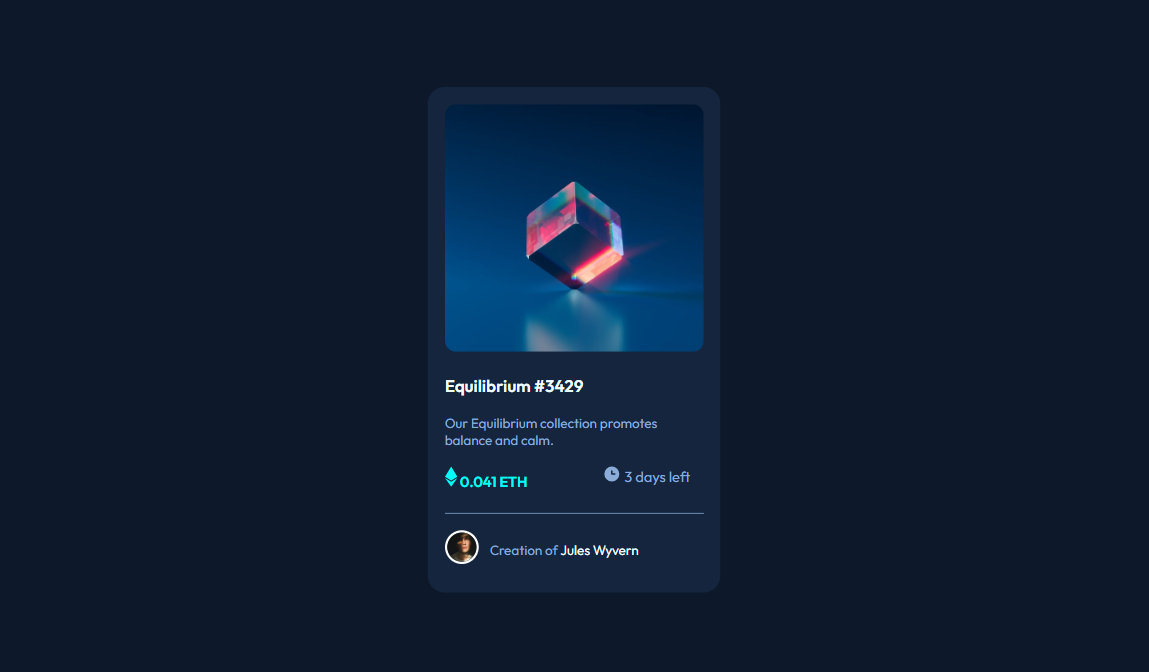 Equilibrium #3429
Our Equilibrium collection promotes
balance and calm.
0.041 ETH
3 days left
Creation of Jules Wyvern